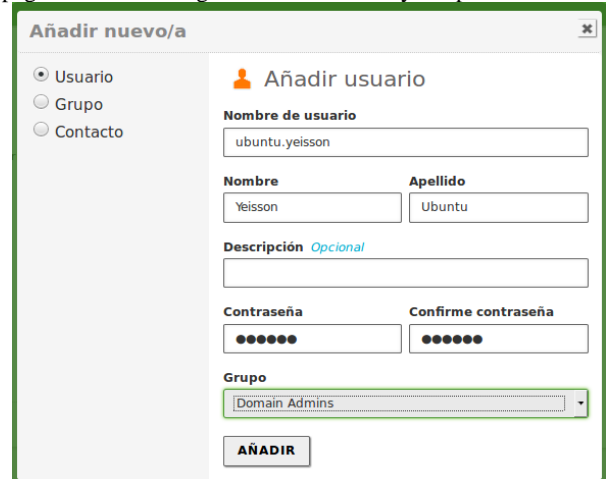 Añadir nuevo/a
Usuario
Grupo
Contacto
Añadir usuario
Nombre de usuario
ubuntu.yeisson
Nombre Apellido
Yeisson Ubuntu
Descripción Opcional
Contraseña Confirme contraseña
●●●●●● ●●●●●●
Grupo
Domain Admins
AÑADIR